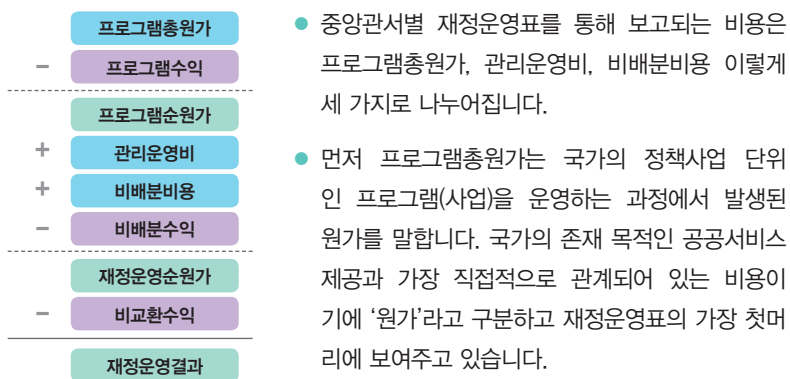 프로그램총원가
− 프로그램수익
프로그램순원가
+ 관리운영비
+ 비배분비용
− 비배분수익
재정운영순원가
− 비교환수익
재정운영결과
● 중앙관서별 재정운영표를 통해 보고되는 비용은
프로그램총원가, 관리운영비, 비배분비용 이렇게
세 가지로 나누어집니다.
● 먼저 프로그램총원가는 국가의 정책사업 단위
인 프로그램(사업)을 운영하는 과정에서 발생된
원가를 말합니다. 국가의 존재 목적인 공공서비스
제공과 가장 직접적으로 관계되어 있는 비용이
기에 ‘원가’라고 구분하고 재정운영표의 가장 첫머
리에 보여주고 있습니다.